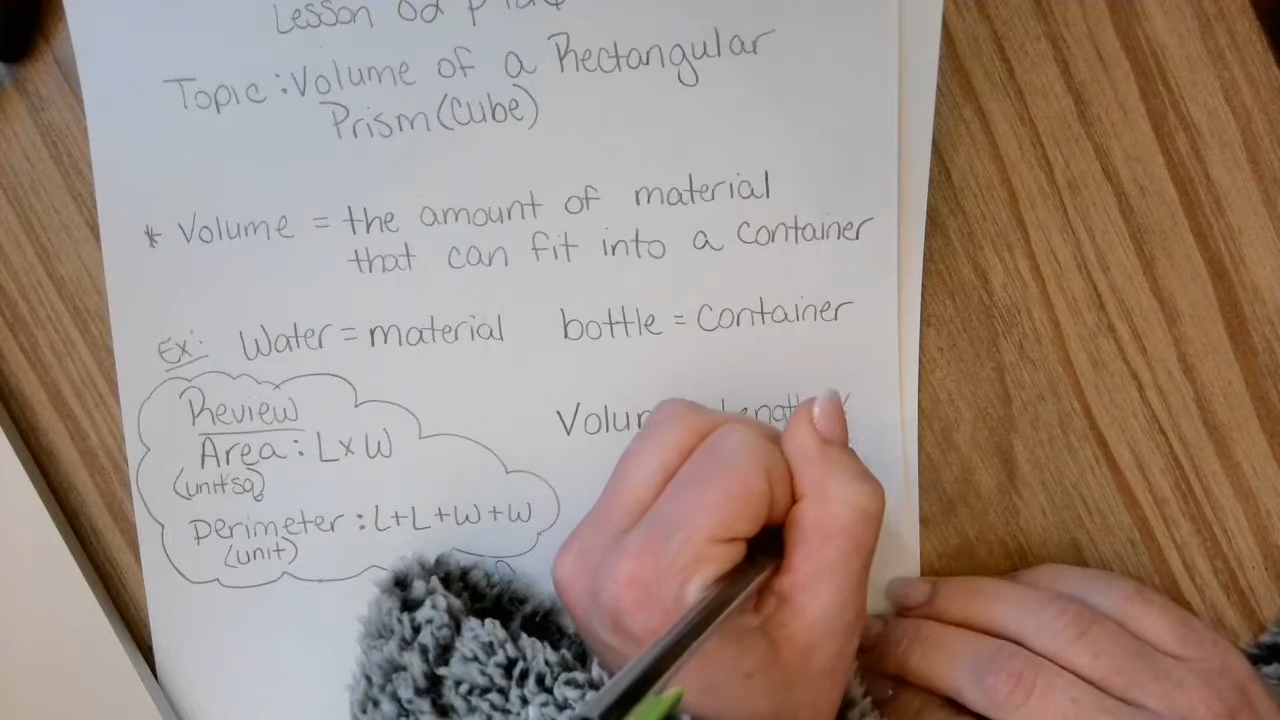 Lesson
Topic: Volume of a Rectangular
Prism (Cube)
* Volume = the amount of material
that can fit into a container
Ex: Water = material bottle = container
Review
Area: L x W
(unit sq)
perimeter: L+L+W+W
(unit)